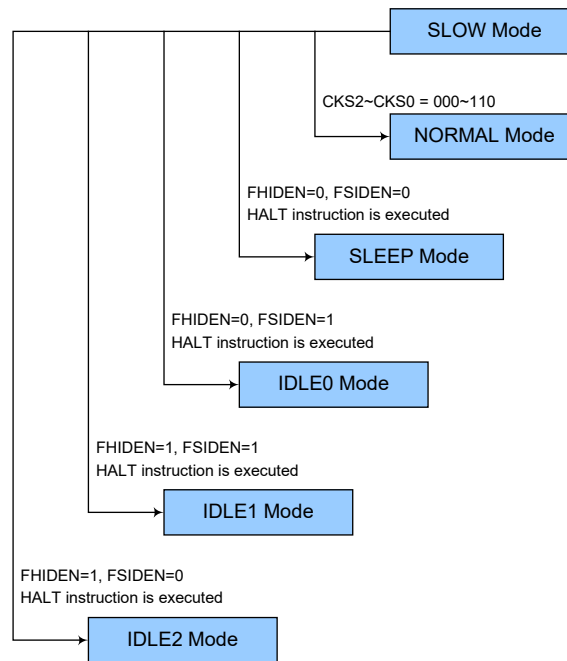 SLOW Mode
CKS2~CKS0 = 000~110
NORMAL Mode
FHIDEN=0, FSIDEN=0
HALT instruction is executed
SLEEP Mode
FHIDEN=0, FSIDEN=1
HALT instruction is executed
IDLE0 Mode
FHIDEN=1, FSIDEN=1
HALT instruction is executed
IDLE1 Mode
FHIDEN=1, FSIDEN=0
HALT instruction is executed
IDLE2 Mode